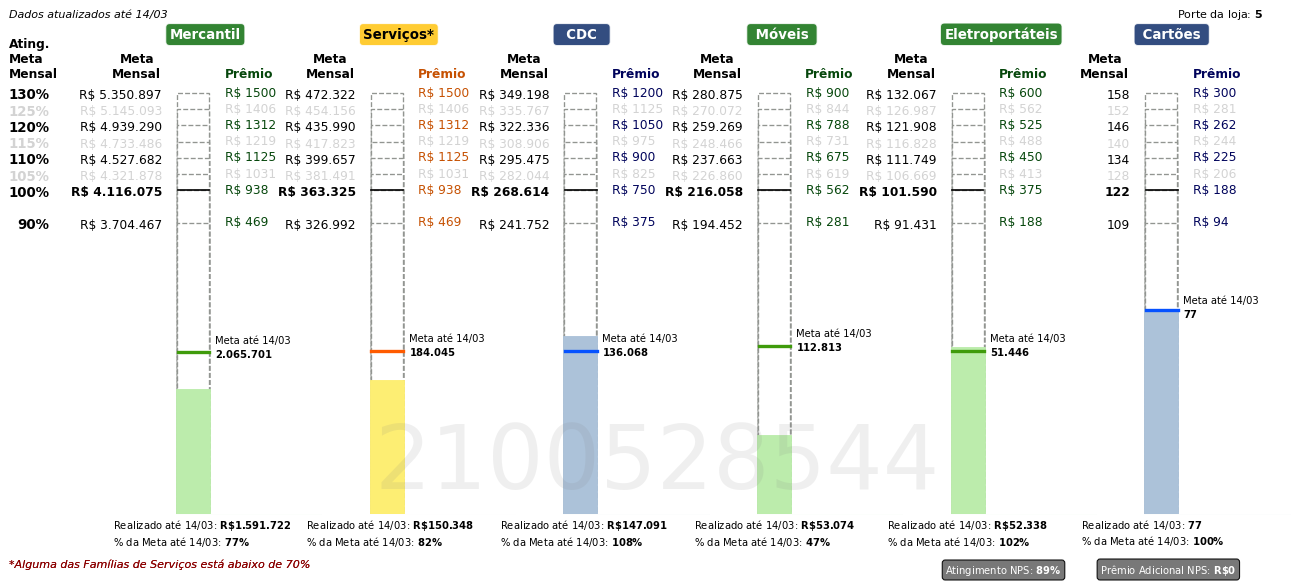 Dados atualizados até 14/03 Porte da loja: 5
Mercantil Serviços* CDC Móveis Eletroportáteis Cartões
Ating. Meta Mensal Meta Mensal Prêmio Meta Mensal Prêmio Meta Mensal Prêmio Meta Mensal Prêmio Meta Mensal Prêmio Meta Mensal Prêmio
130% R$ 5.350.897 R$ 1500 R$ 472.322 R$ 1500 R$ 349.198 R$ 1200 R$ 280.875 R$ 900 R$ 132.067 R$ 600 158 R$ 300
125% R$ 5.145.093 R$ 1406 R$ 454.156 R$ 1406 R$ 335.767 R$ 1125 R$ 270.072 R$ 844 R$ 126.987 R$ 562 152 R$ 281
120% R$ 4.939.290 R$ 1312 R$ 435.990 R$ 1312 R$ 322.336 R$ 1050 R$ 259.269 R$ 788 R$ 121.908 R$ 525 146 R$ 262
115% R$ 4.733.486 R$ 1219 R$ 417.823 R$ 1219 R$ 308.906 R$ 975 R$ 248.466 R$ 731 R$ 116.828 R$ 488 140 R$ 244
110% R$ 4.527.682 R$ 1125 R$ 399.657 R$ 1125 R$ 295.475 R$ 900 R$ 237.663 R$ 675 R$ 111.749 R$ 450 134 R$ 225
105% R$ 4.321.878 R$ 1031 R$ 381.491 R$ 1031 R$ 282.044 R$ 825 R$ 226.860 R$ 619 R$ 106.669 R$ 413 128 R$ 206
100% R$ 4.116.075 R$ 938 R$ 363.325 R$ 938 R$ 268.614 R$ 750 R$ 216.058 R$ 562 R$ 101.590 R$ 375 122 R$ 188
90% R$ 3.704.467 R$ 469 R$ 326.992 R$ 469 R$ 241.752 R$ 375 R$ 194.452 R$ 281 R$ 91.431 R$ 188 109 R$ 94
Meta até 14/03 2.065.701
Meta até 14/03 184.045
Meta até 14/03 136.068
Meta até 14/03 112.813
Meta até 14/03 51.446
Meta até 14/03 77
2100528544
Realizado até 14/03: R$1.591.722 Realizado até 14/03: R$150.348 Realizado até 14/03: R$147.091 Realizado até 14/03: R$53.074 Realizado até 14/03: R$52.338 Realizado até 14/03: 77
% da Meta até 14/03: 77% % da Meta até 14/03: 82% % da Meta até 14/03: 108% % da Meta até 14/03: 47% % da Meta até 14/03: 102% % da Meta até 14/03: 100%
*Alguma das Famílias de Serviços está abaixo de 70% Atingimento NPS: 89% Prêmio Adicional NPS: R$0